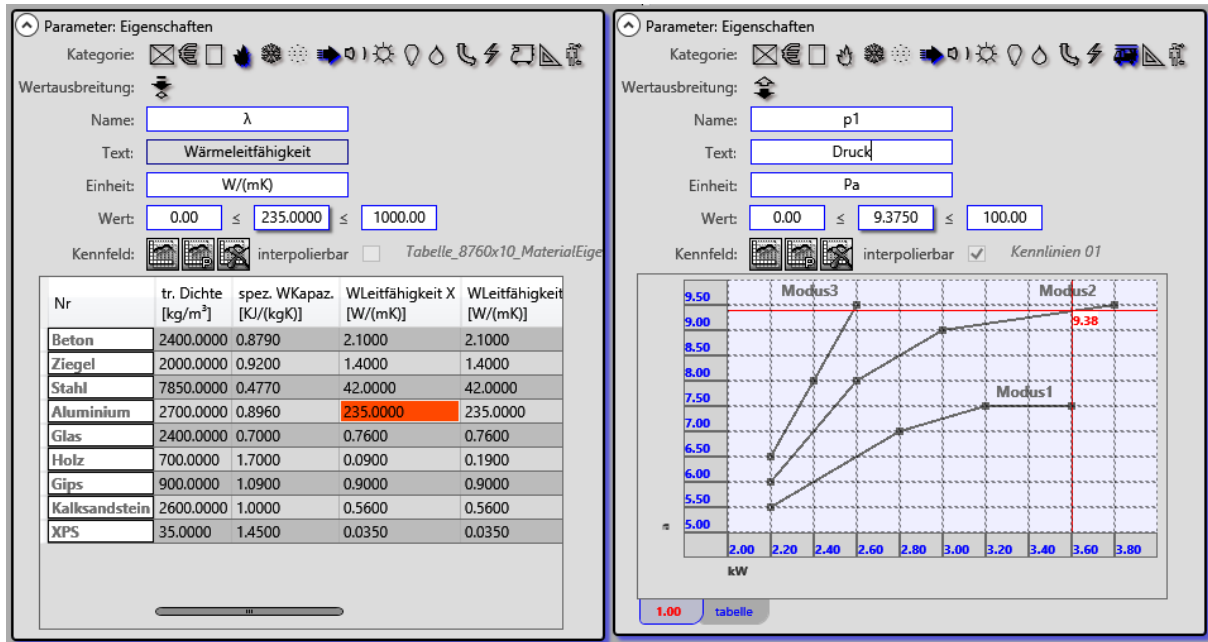 Parameter: Eigenschaften
Kategorie:
Wertausbreitung:
Name: λ
Text: Wärmeleitfähigkeit
Einheit: W/(mK)
Wert: 0.00 ≤ 235.0000 ≤ 1000.00
Kennfeld: interpolierbar Tabelle_8760x10_MaterialEige
Nr tr. Dichte spez. WKapaz. WLeitfähigkeit X WLeitfähigkeit
[kg/m³] [KJ/(kgK)] [W/(mK)] [W/(mK)]
Beton 2400.0000 0.8790 2.1000 2.1000
Ziegel 2000.0000 0.9200 1.4000 1.4000
Stahl 7850.0000 0.4770 42.0000 42.0000
Aluminium 2700.0000 0.8960 235.0000 235.0000
Glas 2400.0000 0.7000 0.7600 0.7600
Holz 700.0000 1.7000 0.0900 0.1900
Gips 900.0000 1.0900 0.9000 0.9000
Kalksandstein 2600.0000 1.0000 0.5600 0.5600
XPS 35.0000 1.4500 0.0350 0.0350
Parameter: Eigenschaften
Kategorie:
Wertausbreitung:
Name: p1
Text: Druck
Einheit: Pa
Wert: 0.00 ≤ 9.3750 ≤ 100.00
Kennfeld: interpolierbar Kennlinien 01
Modus3 Modus2
9.50
9.00 9.38
8.50
8.00
7.50 Modus1
7.00
6.50
6.00
5.50
5.00
2.00 2.20 2.40 2.60 2.80 3.00 3.20 3.40 3.60 3.80
kW
1.00 tabelle